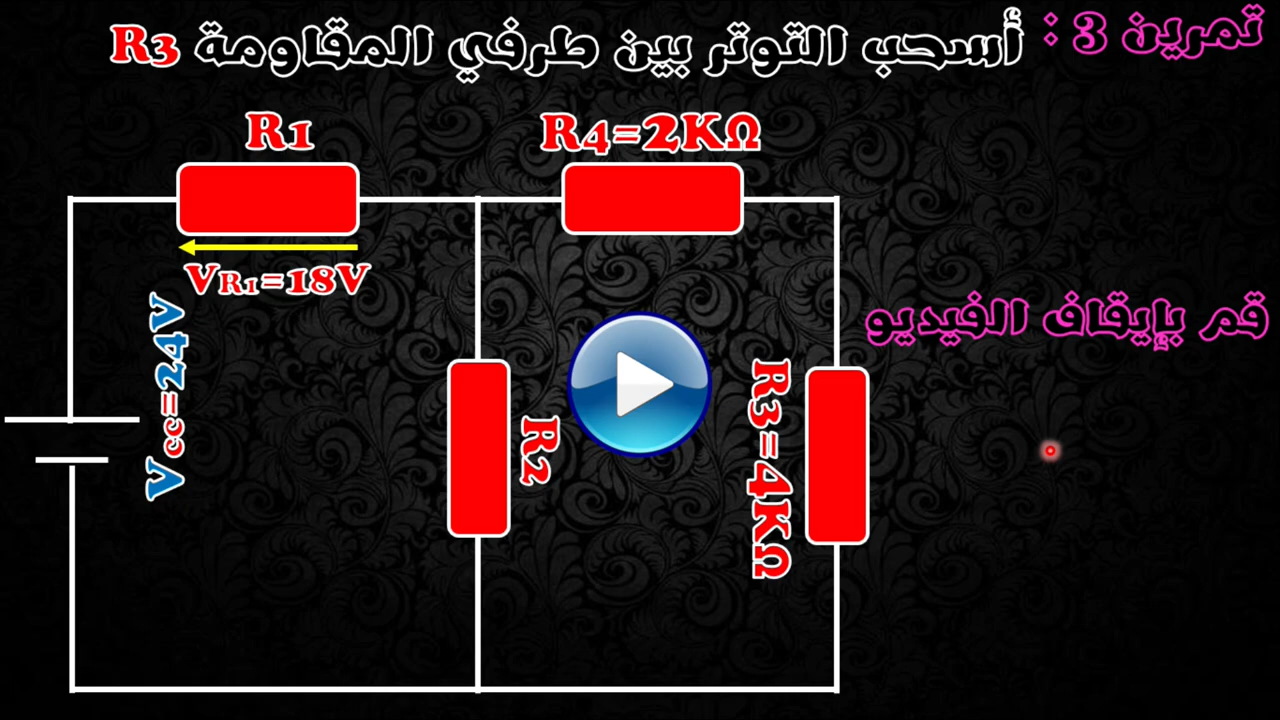 تمرين 3 :
أسحب التوتر بين طرفي المقاومة R3
R1
R4=2KΩ
VR1=18V
Vcc=24V
قم بإيقاف الفيديو
R2
R3=4KΩ